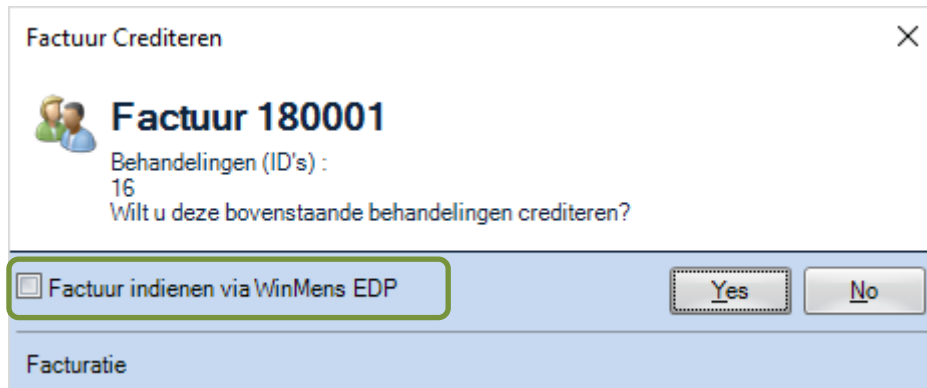 Factuur Crediteren
Factuur 180001
Behandelingen (ID's) :
16
Wilt u deze bovenstaande behandelingen crediteren?
Factuur indienen via WinMens EDP
Yes
No
Facturatie